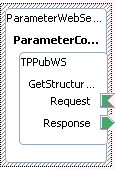 ParameterWebSe...
ParameterCo...
TPPubWS
GetStructur...
Request
Response